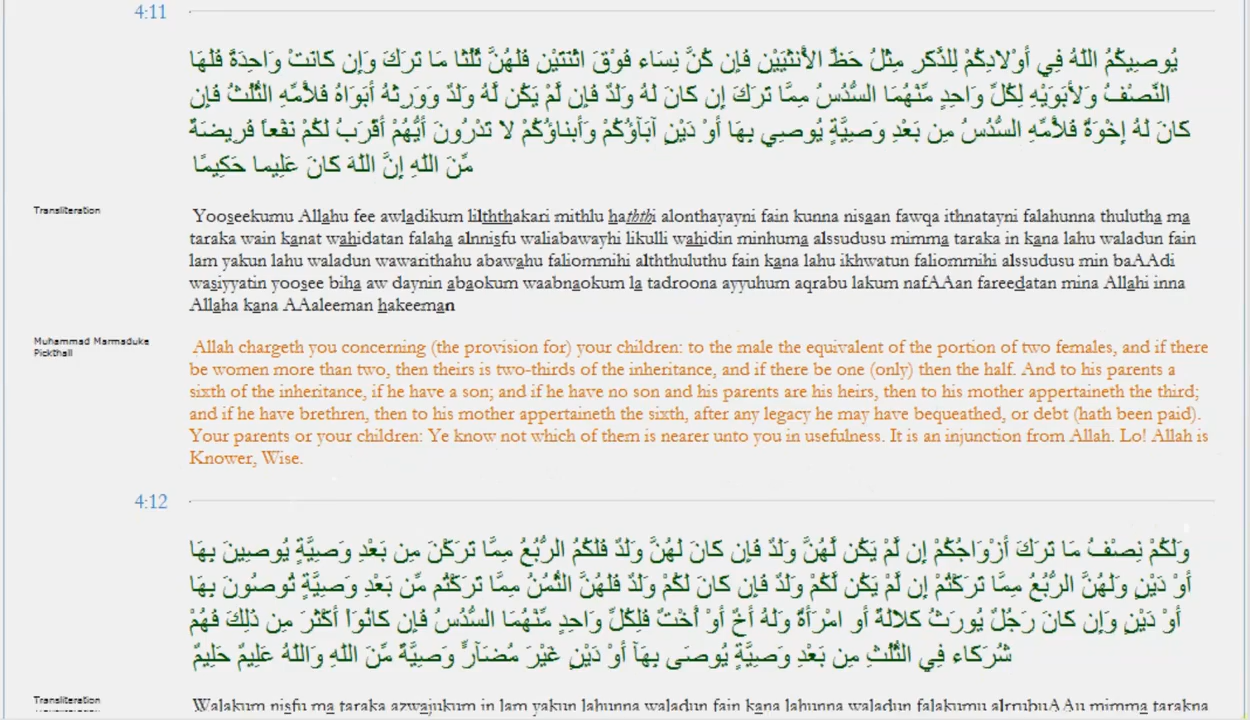 4:11
يُوصِيكُمُ اللّهُ فِي أَوْلاَدِكُمْ لِلذَّكَرِ مِثْلُ حَظِّ الأُنثَيَيْنِ فَإِن كُنَّ نِسَاء فَوْقَ اثْنَتَيْنِ فَلَهُنَّ ثُلُثَا مَا تَرَكَ وَإِن كَانَتْ وَاحِدَةً فَلَهَا
النِّصْفُ وَلأَبَوَيْهِ لِكُلِّ وَاحِدٍ مِّنْهُمَا السُّدُسُ مِمَّا تَرَكَ إِن كَانَ لَهُ وَلَدٌ فَإِن لَّمْ يَكُن لَّهُ وَلَدٌ وَوَرِثَهُ أَبَوَاهُ فَلأُمِّهِ الثُّلُثُ فَإِن
كَانَ لَهُ إِخْوَةٌ فَلأُمِّهِ السُّدُسُ مِن بَعْدِ وَصِيَّةٍ يُوصِي بِهَا أَوْ دَيْنٍ آبَآؤُكُمْ وَأَبناؤُكُمْ لاَ تَدْرُونَ أَيُّهُمْ أَقْرَبُ لَكُمْ نَفْعاً فَرِيضَةً
مِّنَ اللّهِ إِنَّ اللّهَ كَانَ عَلِيما حَكِيمًا
Transliteration
Yooseekumu Allahu fee awladikum lilththakari mithlu haththi alonthayayni fain kunna nisaan fawqa ithnatayni falahunna thulutha ma
taraka wain kanat wahidatan falaha alnnisfu waliabawayhi likulli wahidin minhuma alssudusu mimma taraka in kana lahu waladun fain
lam yakun lahu waladun wawarithahu abawahu faliommihi alththuluthu fain kana lahu ikhwatun faliommihi alssudusu min baAAdi
wasiyyatin yoosee biha aw daynin abaokum waabnaokum la tadroona ayyuhum aqrabu lakum nafAAan fareedatan mina Allahi inna
Allaha kana AAaleeman hakeeman
Muhammad Marmaduke
Pickthall
Allah chargeth you concerning (the provision for) your children: to the male the equivalent of the portion of two females, and if there
be women more than two, then theirs is two-thirds of the inheritance, and if there be one (only) then the half. And to his parents a
sixth of the inheritance, if he have a son; and if he have no son and his parents are his heirs, then to his mother appertaineth the third;
and if he have brethren, then to his mother appertaineth the sixth, after any legacy he may have bequeathed, or debt (hath been paid).
Your parents or your children: Ye know not which of them is nearer unto you in usefulness. It is an injunction from Allah. Lo! Allah is
Knower, Wise.
4:12
وَلَكُمْ نِصْفُ مَا تَرَكَ أَزْوَاجُكُمْ إِن لَّمْ يَكُن لَّهُنَّ وَلَدٌ فَإِن كَانَ لَهُنَّ وَلَدٌ فَلَكُمُ الرُّبُعُ مِمَّا تَرَكْنَ مِن بَعْدِ وَصِيَّةٍ يُوصِينَ بِهَا
أَوْ دَيْنٍ وَلَهُنَّ الرُّبُعُ مِمَّا تَرَكْتُمْ إِن لَّمْ يَكُن لَّكُمْ وَلَدٌ فَإِن كَانَ لَكُمْ وَلَدٌ فَلَهُنَّ الثُّمُنُ مِمَّا تَرَكْتُم مِّن بَعْدِ وَصِيَّةٍ تُوصُونَ بِهَا
أَوْ دَيْنٍ وَإِن كَانَ رَجُلٌ يُورَثُ كَلاَلَةً أَو امْرَأَةٌ وَلَهُ أَخٌ أَوْ أُخْتٌ فَلِكُلِّ وَاحِدٍ مِّنْهُمَا السُّدُسُ فَإِن كَانُوَاْ أَكْثَرَ مِن ذَلِكَ فَهُمْ
شُرَكَاء فِي الثُّلُثِ مِن بَعْدِ وَصِيَّةٍ يُوصَى بِهَآ أَوْ دَيْنٍ غَيْرَ مُضَآرٍّ وَصِيَّةً مِّنَ اللّهِ وَاللّهُ عَلِيمٌ حَلِيمٌ
Transliteration
Walakum nisfu ma taraka azwajukum in lam yakun lahunna waladun fain kana lahunna waladun falakumu alrrubuAAu mimma tarakna